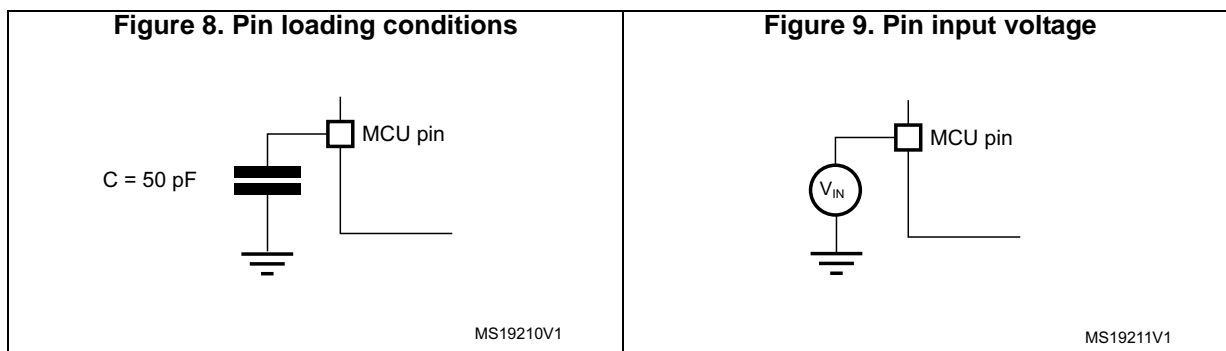 Figure 8. Pin loading conditions
MCU pin
C = 50 pF
MS19210V1
Figure 9. Pin input voltage
MCU pin
VIN
MS19211V1